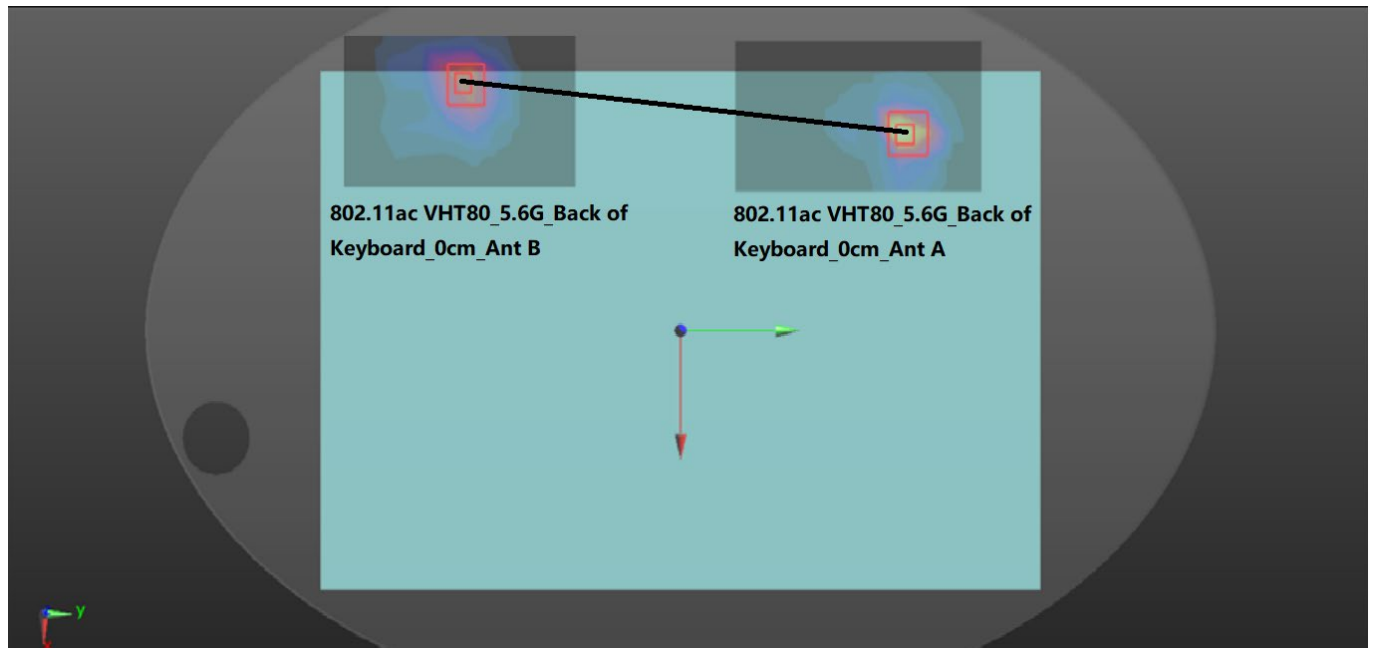 802.11ac VHT80_5.6G_Back of
Keyboard_0cm_Ant B
802.11ac VHT80_5.6G_Back of
Keyboard_0cm_Ant A
y
x